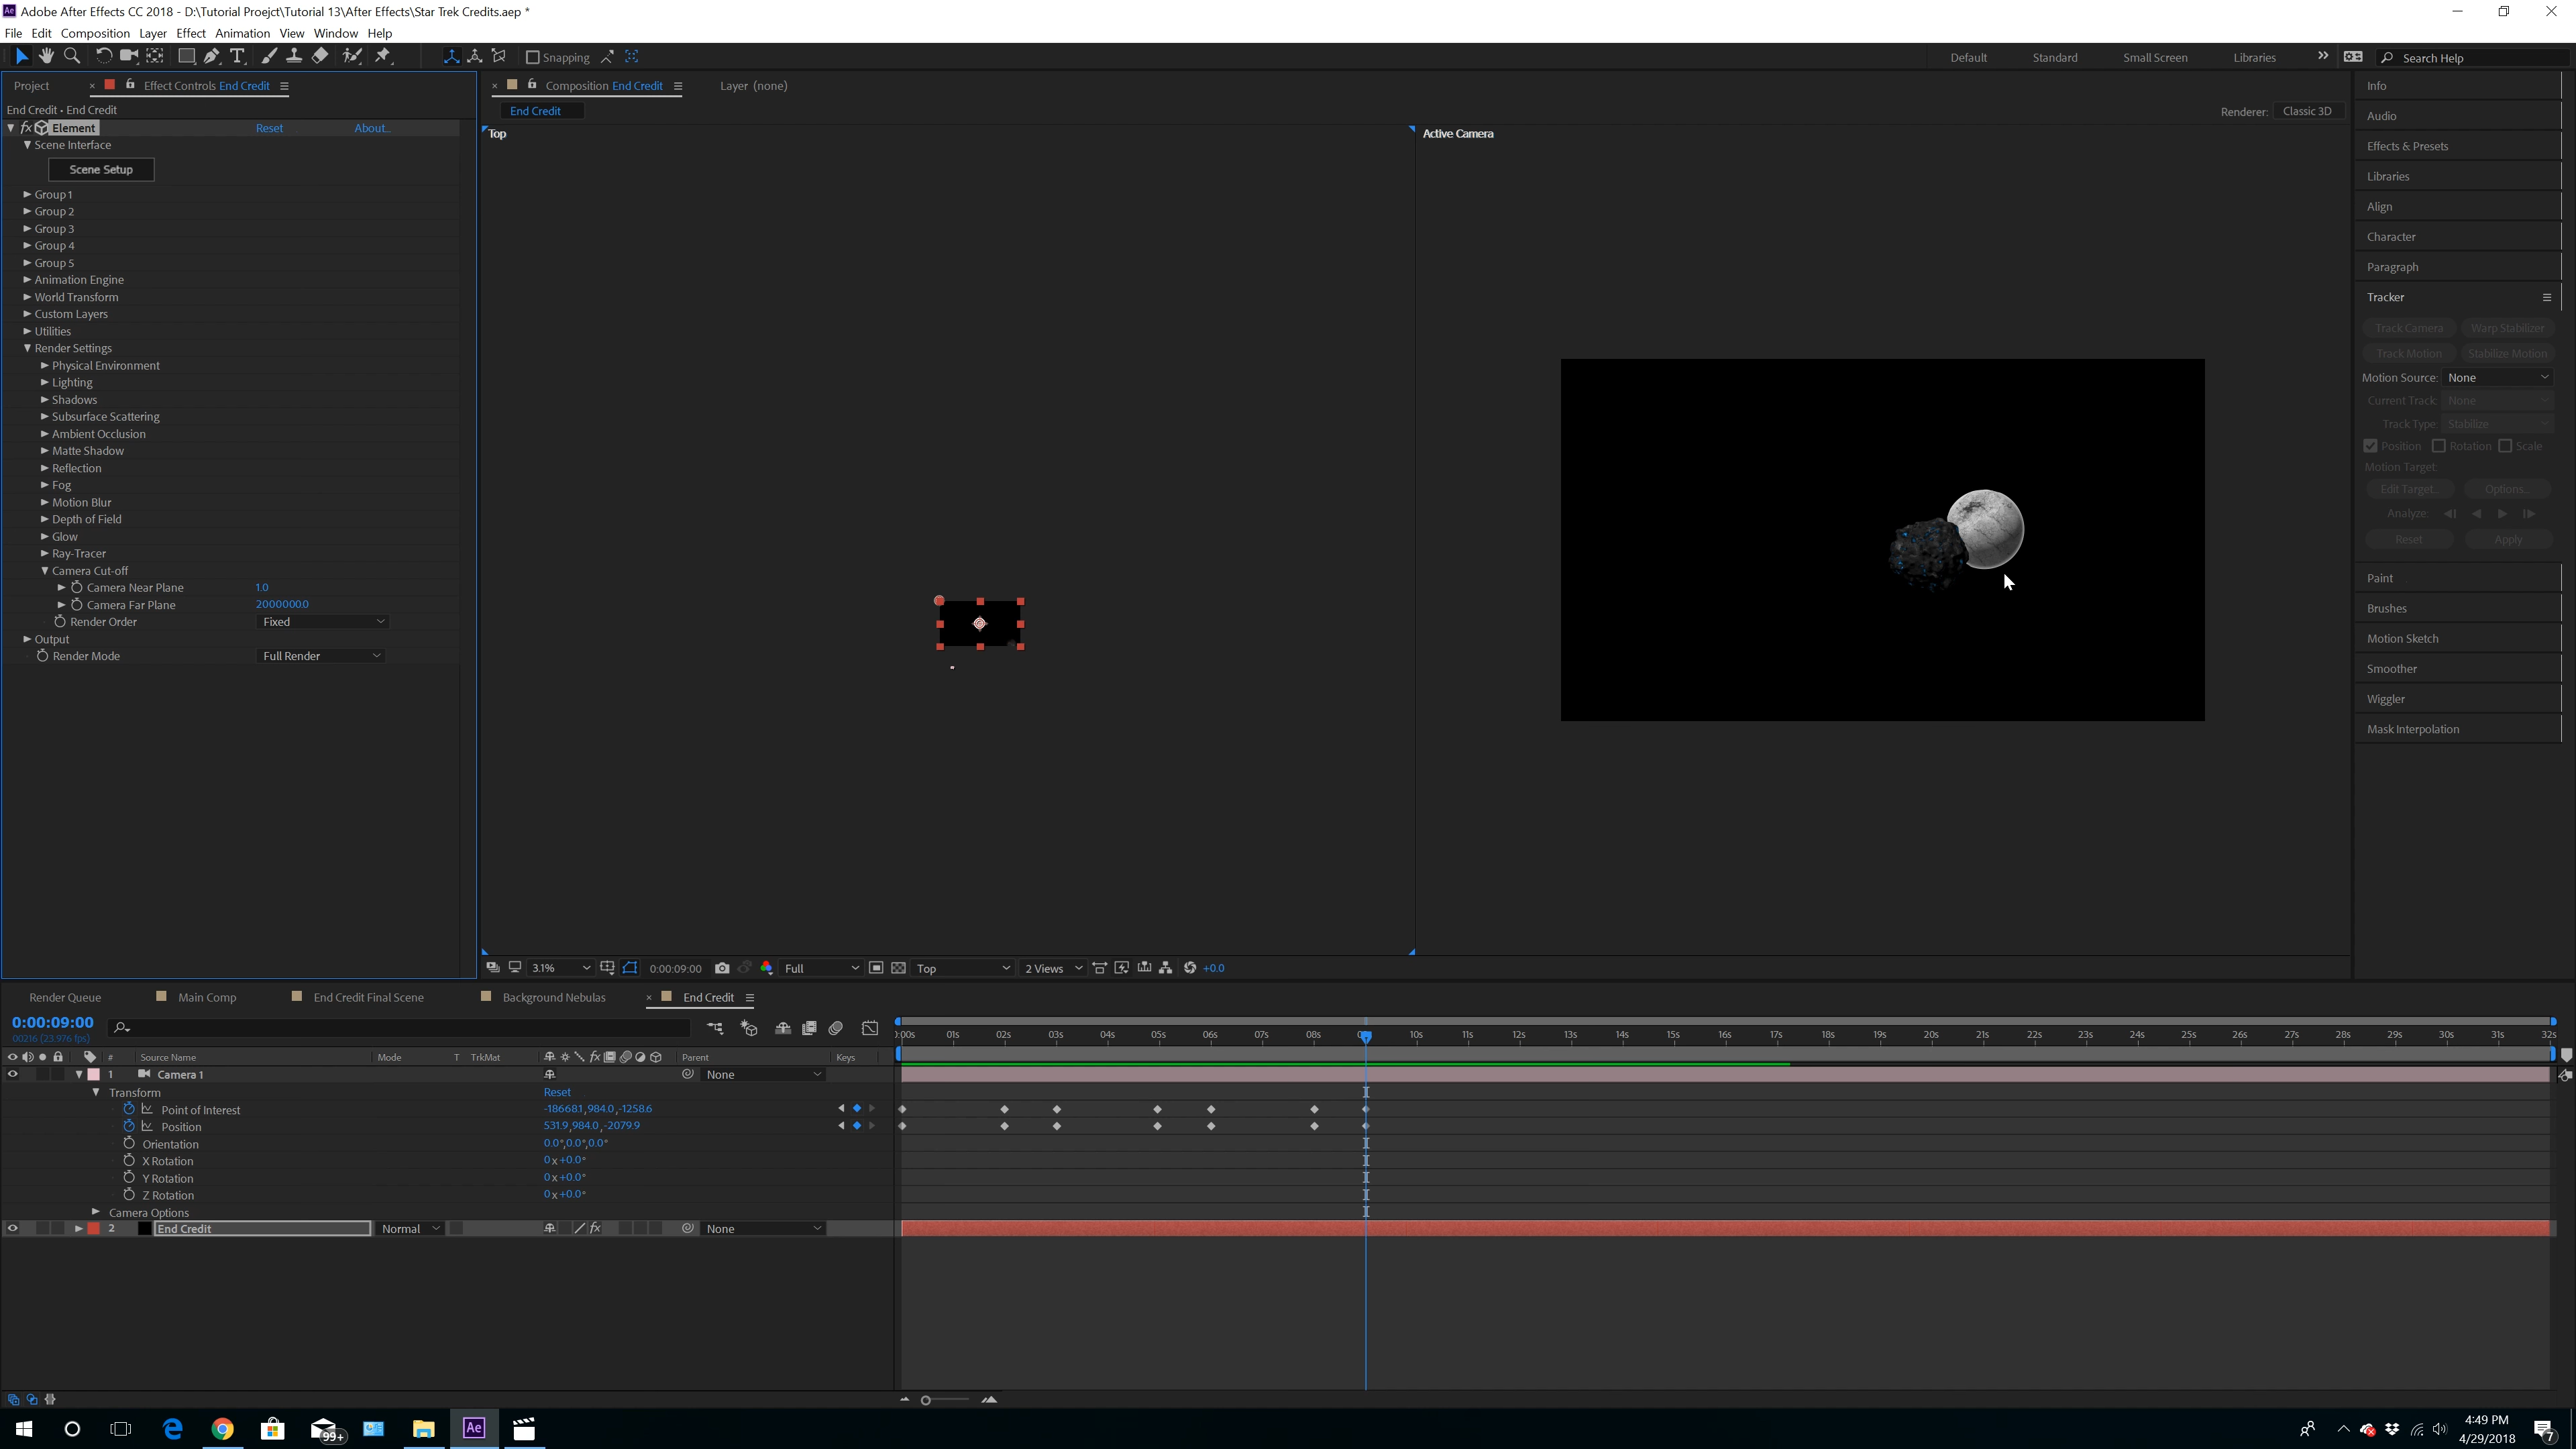 Adobe After Effects CC 2018 - D:\Tutorial Proejct\Tutorial 13\After Effects\Star Trek Credits.aep *
File Edit Composition Layer Effect Animation View Window Help
Snapping Default Standard Small Screen Libraries Search Help
Project Effect Controls End Credit Composition End Credit Layer (none) Info
End Credit • End Credit End Credit Renderer: Classic 3D
Element Reset About... Top Active Camera
Audio
Scene Interface
Effects & Presets
Scene Setup
Libraries
Group 1
Align
Group 2
Group 3
Character
Group 4
Group 5
Paragraph
Animation Engine
World Transform
Tracker
Custom Layers
Utilities
Track Camera Warp Stabilizer
Render Settings
Track Motion Stabilize Motion
Physical Environment
Motion Source: None
Lighting
Shadows
Current Track: None
Subsurface Scattering
Track Type: Stabilize
Ambient Occlusion
Position Rotation Scale
Matte Shadow
Reflection
Motion Target:
Fog
Edit Target... Options...
Motion Blur
Analyze:
Depth of Field
Glow
Reset Apply
Ray-Tracer
Camera Cut-off
Paint
Camera Near Plane 1.0
Camera Far Plane 2000000.0
Brushes
Render Order Fixed
Output
Motion Sketch
Render Mode Full Render
Smoother
Wiggler
Mask Interpolation
3.1% 0:00:09:00 Full Top 2 Views +0.0
Render Queue Main Comp End Credit Final Scene Background Nebulas End Credit
0:00:09:00
00216 (23.976 fps)
:00s 01s 02s 03s 04s 05s 06s 07s 08s 10s 11s 12s 13s 14s 15s 16s 17s 18s 19s 20s 21s 22s 23s 24s 25s 26s 27s 28s 29s 30s 31s 32s
# Source Name Mode T TrkMat fx Parent Keys
1 Camera 1 None
Transform Reset
Point of Interest -18668.1,984.0,-1258.6
Position 531.9,984.0,-2079.9
Orientation 0.0°,0.0°,0.0°
X Rotation 0x+0.0°
Y Rotation 0x+0.0°
Z Rotation 0x+0.0°
Camera Options
2 End Credit Normal fx None
99+ Ae 4:49 PM
4/29/2018 7